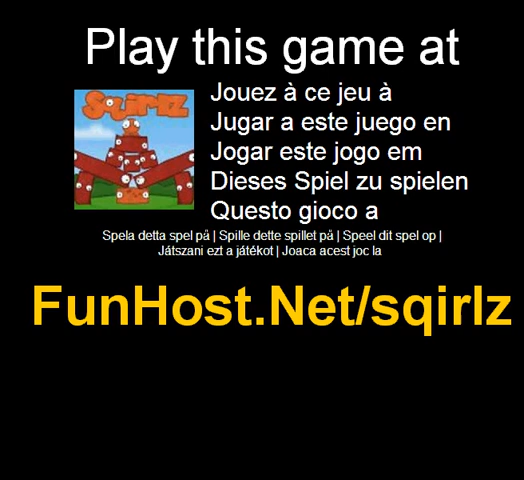 Play this game at
Sqirlz
Jouez à ce jeu à
Jugar a este juego en
Jogar este jogo em
Dieses Spiel zu spielen
Questo gioco a
Spela detta spel på | Spille dette spillet på | Speel dit spel op |
Játszani ezt a játékot | Joaca acest joc la
FunHost.Net/sqirlz